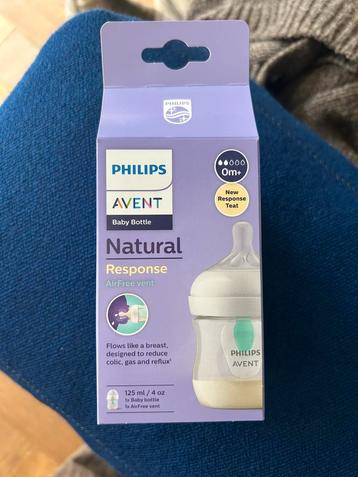 PHILIPS
PHILIPS
AVENT
Baby Bottle
0m+
New
Response
Teat
Natural
Response
AirFree vent
Flows like a breast,
designed to reduce
colic, gas and reflux¹
125 ml / 4 oz
1x Baby bottle
1x AirFree vent
PHILIPS
AVENT